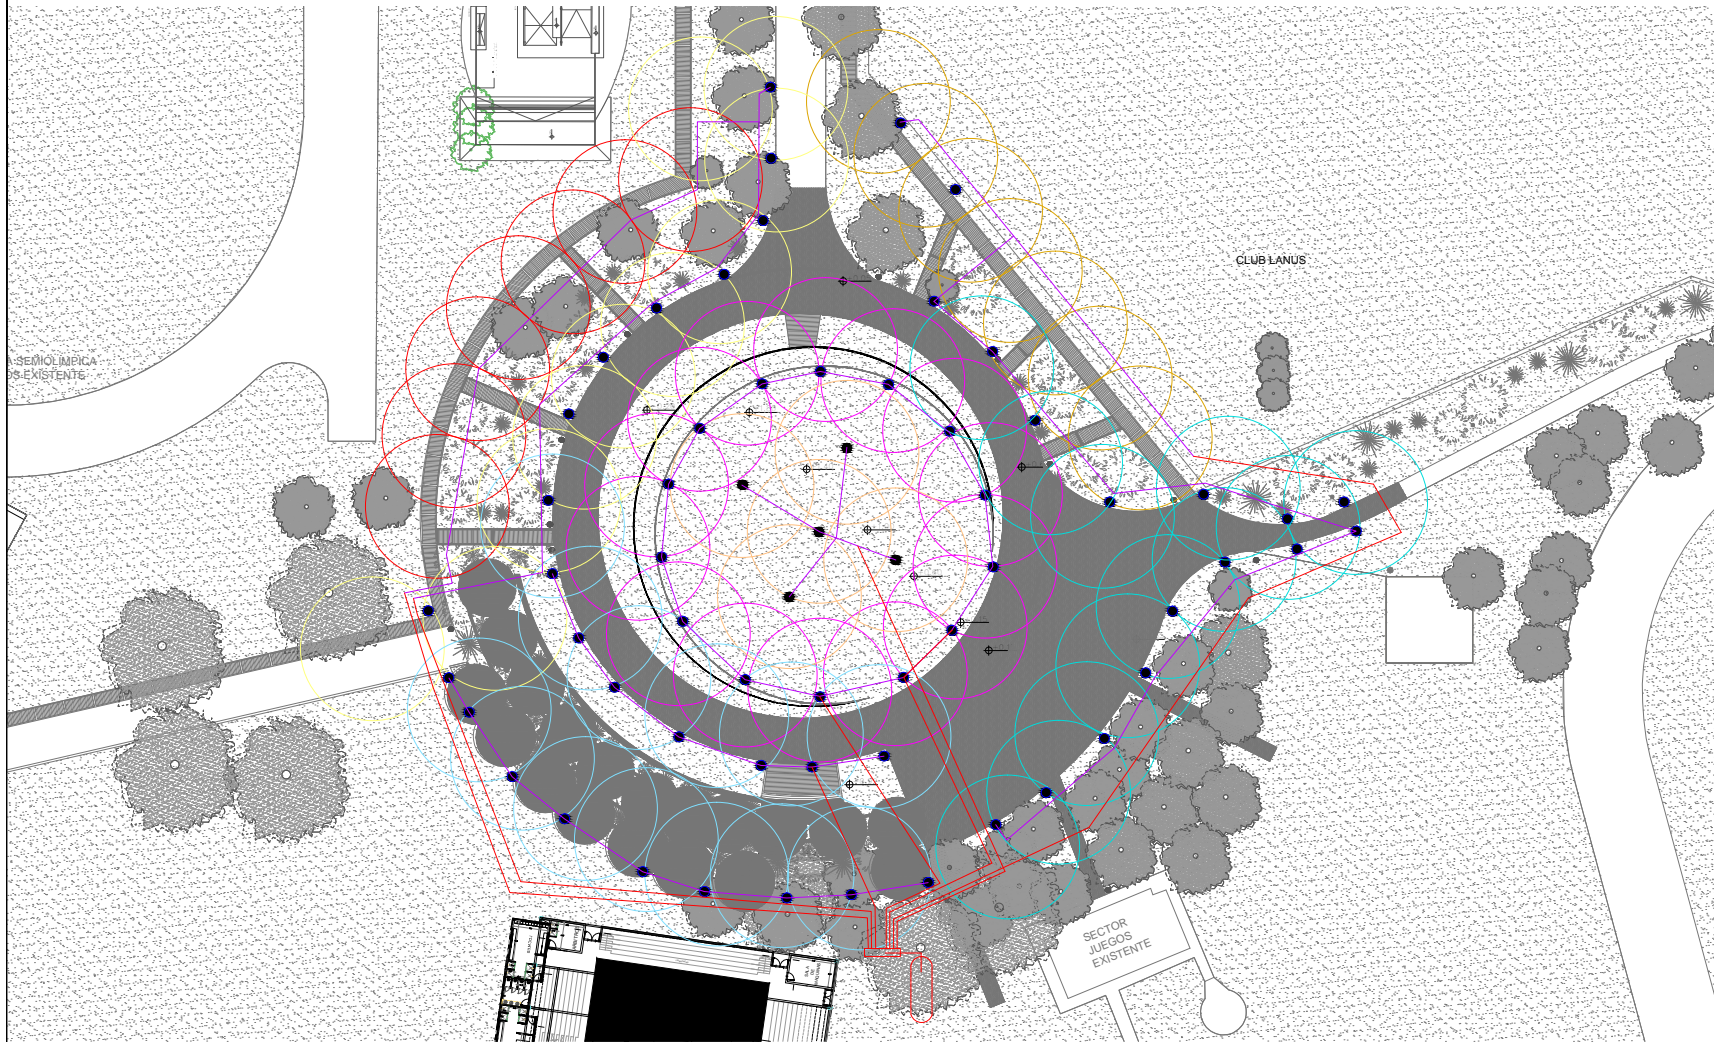 CLUB LANUS
A SEMIOLIMPICA
OS EXISTENTE
SECTOR
JUEGOS
EXISTENTE